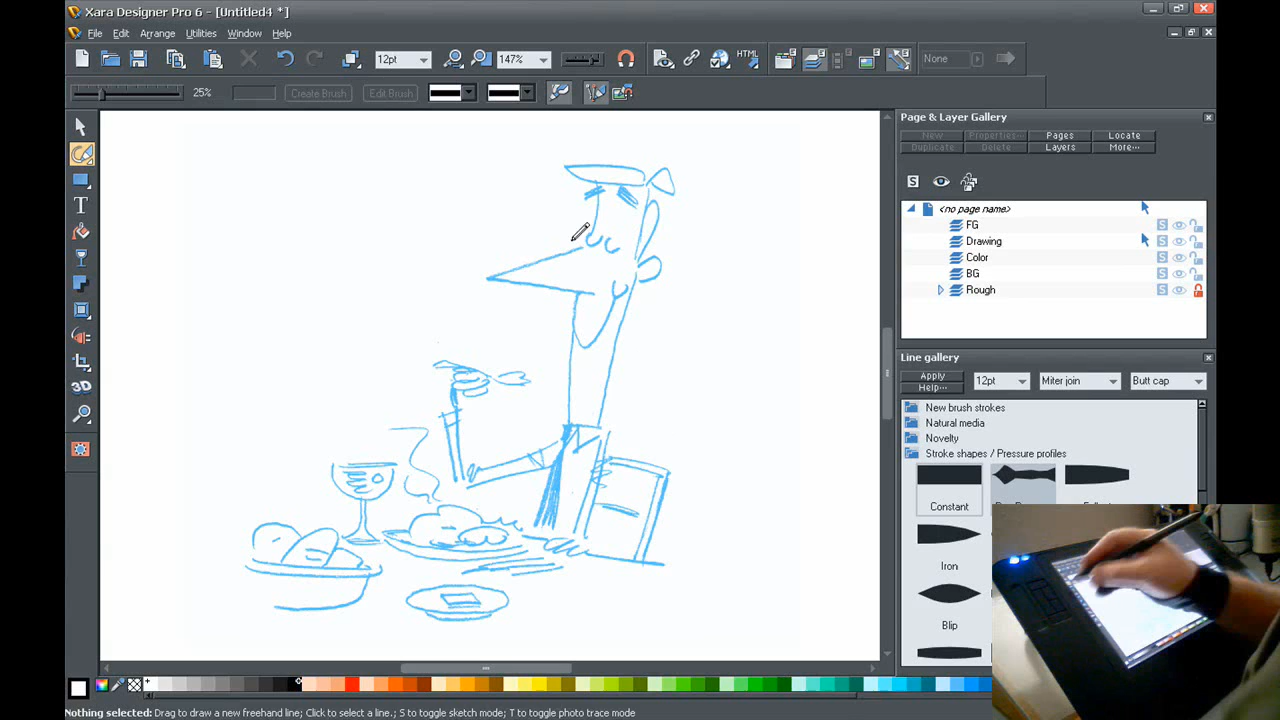 Xara Designer Pro 6 - [Untitled4 *]
File Edit Arrange Utilities Window Help
12pt 147% HTML None
25% Create Brush Edit Brush
Page & Layer Gallery
New Properties... Pages Locate
Duplicate Delete Layers More...
S
<no page name>
FG S
Drawing S
Color S
BG S
Rough S
Line gallery
Apply 12pt Miter join Butt cap
Help...
New brush strokes
Natural media
Novelty
Stroke shapes / Pressure profiles
Constant
Iron
Blip
T
3D
Nothing selected: Drag to draw a new freehand line; Click to select a line.; S to toggle sketch mode; T to toggle photo trace mode